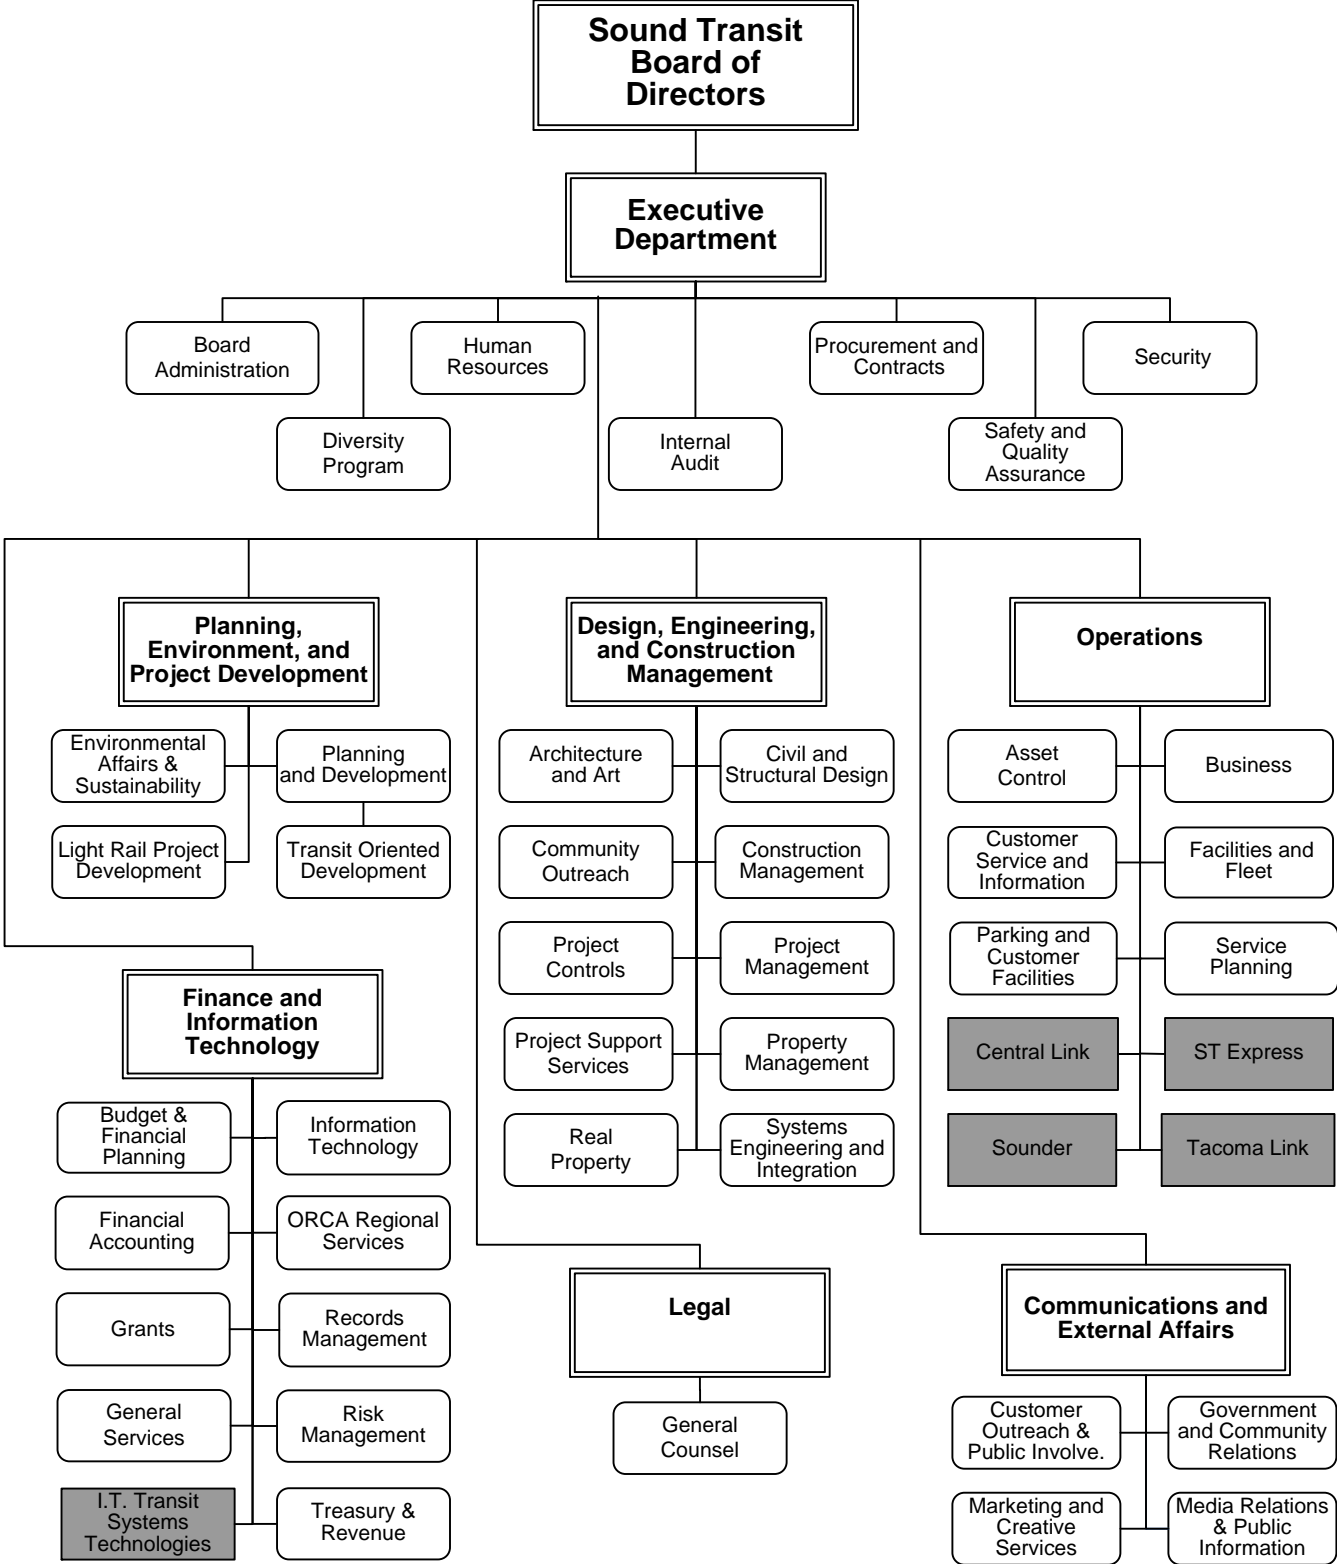 Sound Transit
Board of
Directors
Executive
Department
Board
Administration
Human
Resources
Procurement and
Contracts
Security
Diversity
Program
Internal
Audit
Safety and
Quality
Assurance
Planning,
Environment, and
Project Development
Design, Engineering,
and Construction
Management
Operations
Environmental
Affairs &
Sustainability
Planning
and Development
Light Rail Project
Development
Transit Oriented
Development
Architecture
and Art
Civil and
Structural Design
Community
Outreach
Construction
Management
Project
Controls
Project
Management
Project Support
Services
Property
Management
Real
Property
Systems
Engineering and
Integration
Asset
Control
Business
Customer
Service and
Information
Facilities and
Fleet
Parking and
Customer
Facilities
Service
Planning
Central Link
ST Express
Sounder
Tacoma Link
Finance and
Information
Technology
Budget &
Financial
Planning
Information
Technology
Financial
Accounting
ORCA Regional
Services
Grants
Records
Management
General
Services
Risk
Management
I.T. Transit
Systems
Technologies
Treasury &
Revenue
Legal
General
Counsel
Communications and
External Affairs
Customer
Outreach &
Public Involve.
Government
and Community
Relations
Marketing and
Creative
Services
Media Relations
& Public
Information